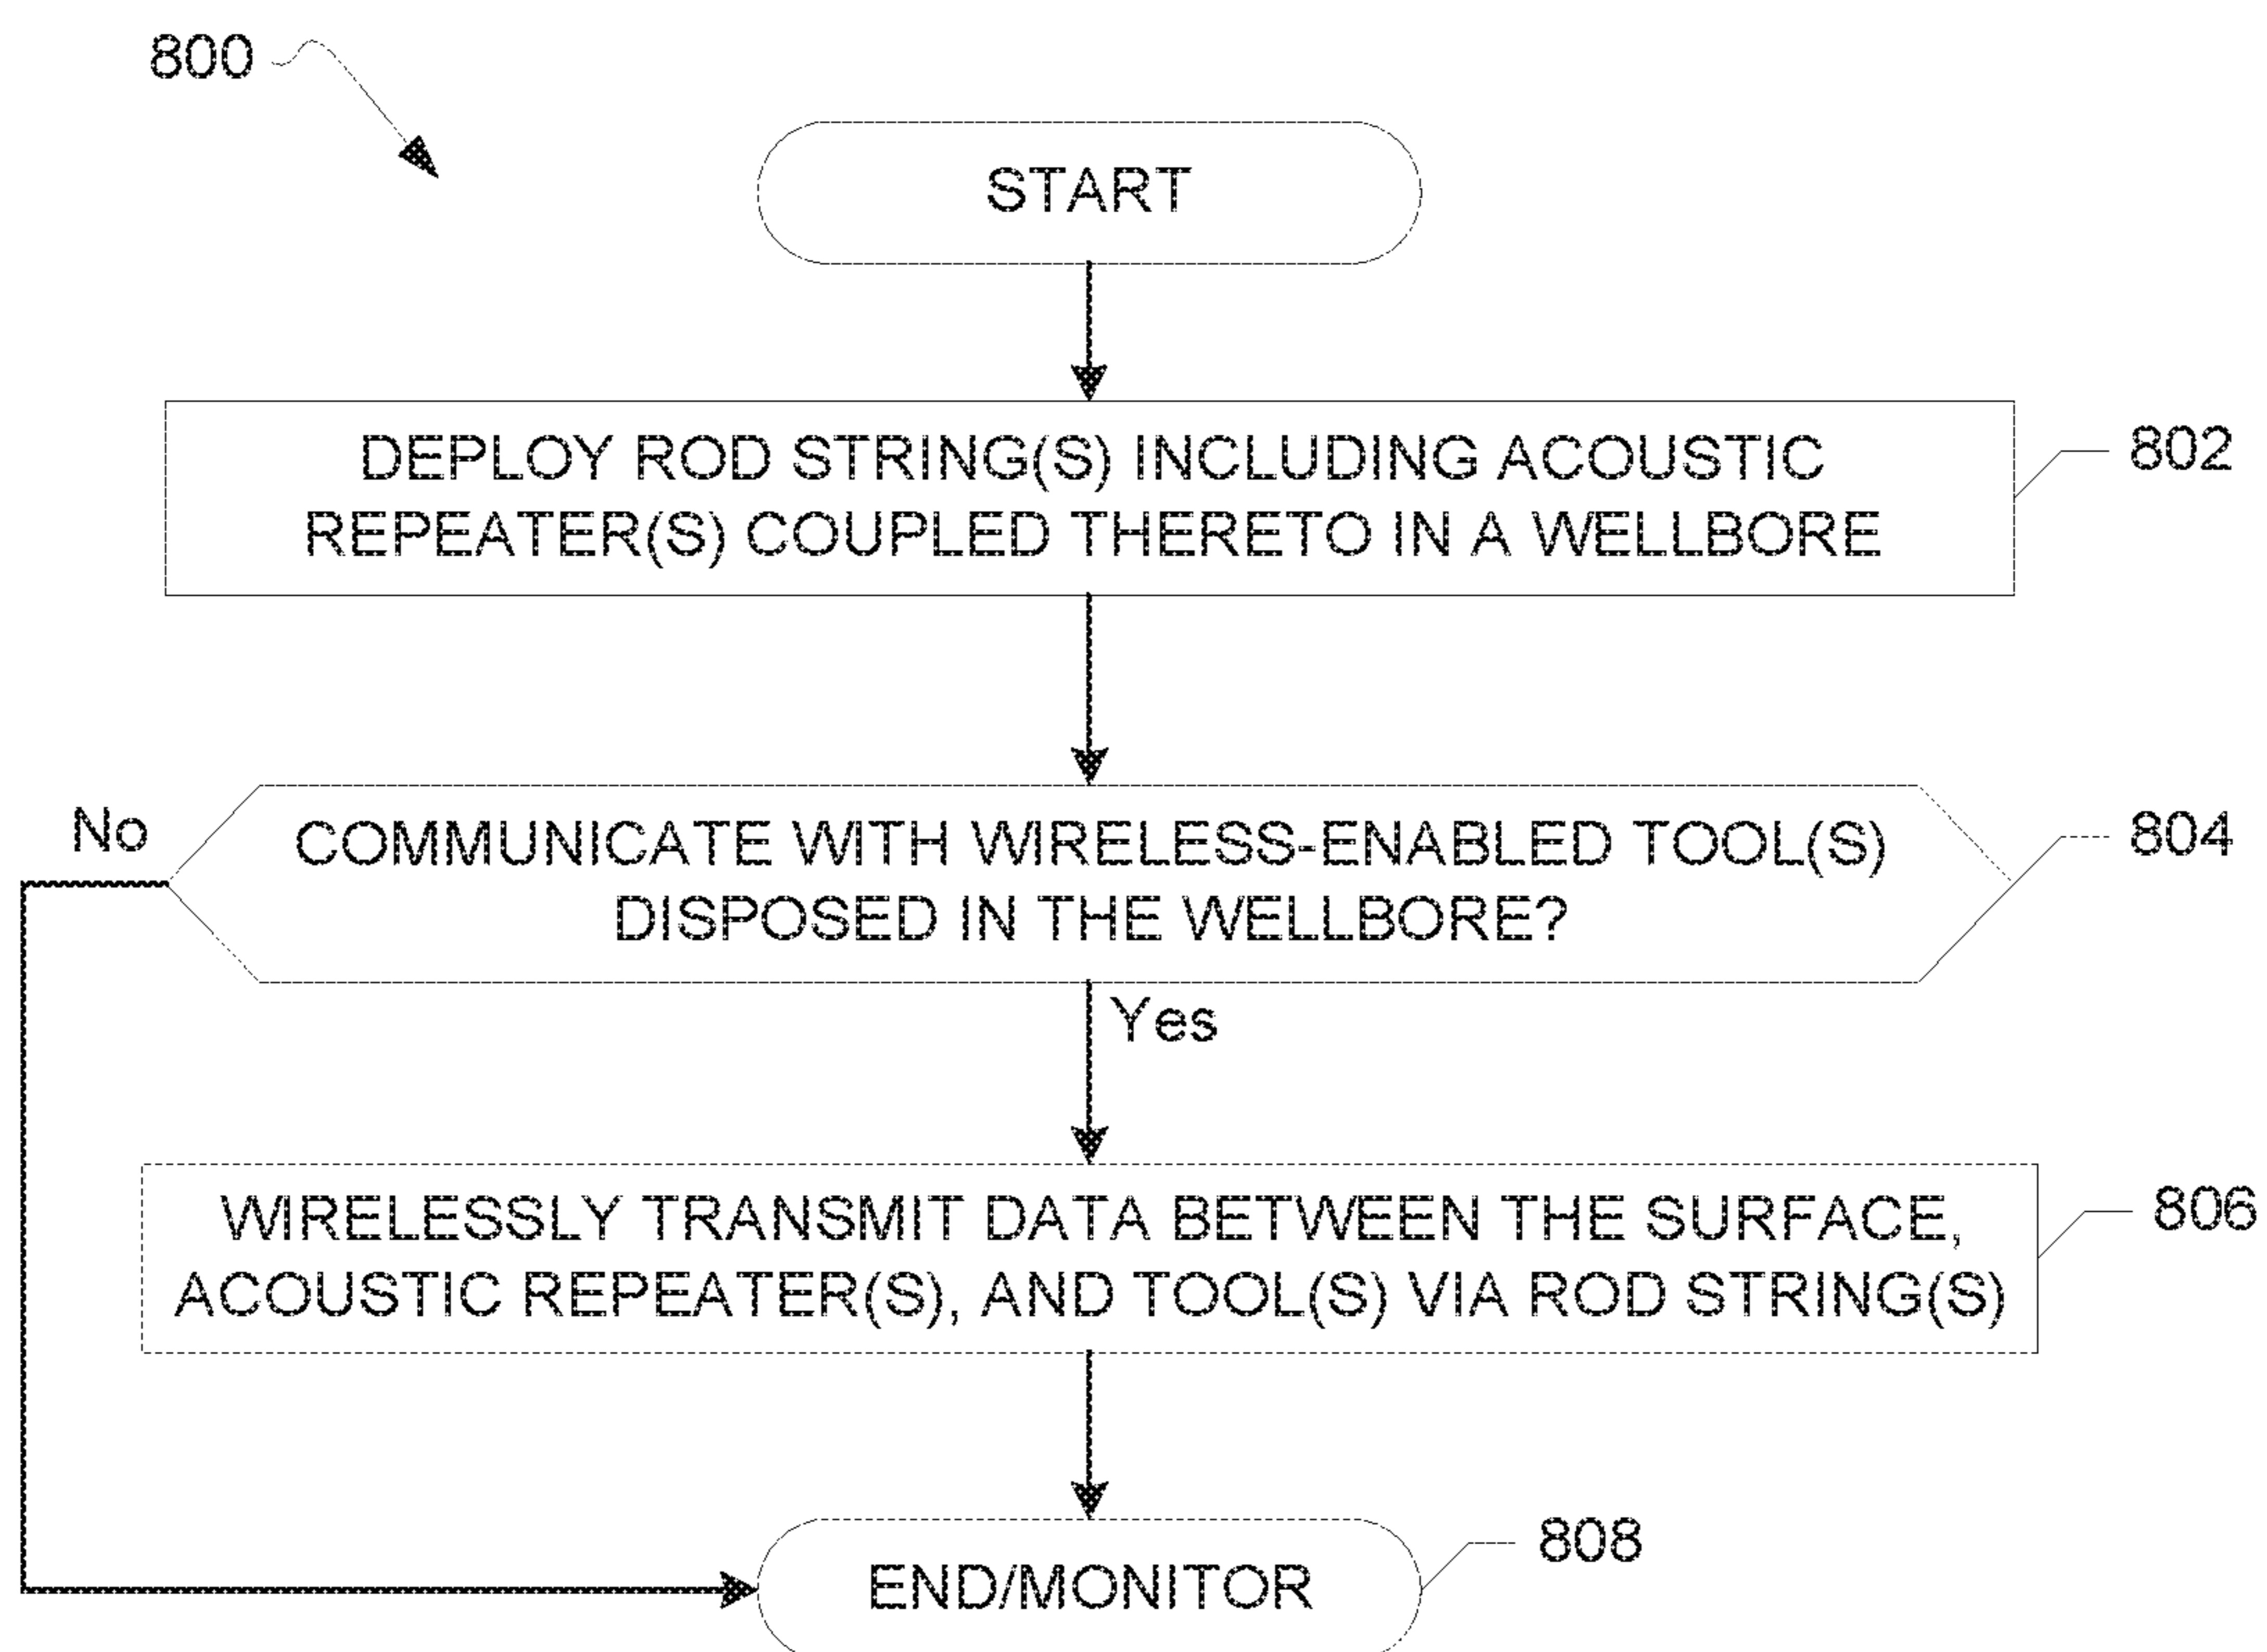 800
START
DEPLOY ROD STRING(S) INCLUDING ACOUSTIC
REPEATER(S) COUPLED THERETO IN A WELLBORE
802
No
COMMUNICATE WITH WIRELESS-ENABLED TOOL(S)
DISPOSED IN THE WELLBORE?
804
Yes
WIRELESSLY TRANSMIT DATA BETWEEN THE SURFACE,
ACOUSTIC REPEATER(S), AND TOOL(S) VIA ROD STRING(S)
806
END/MONITOR
808